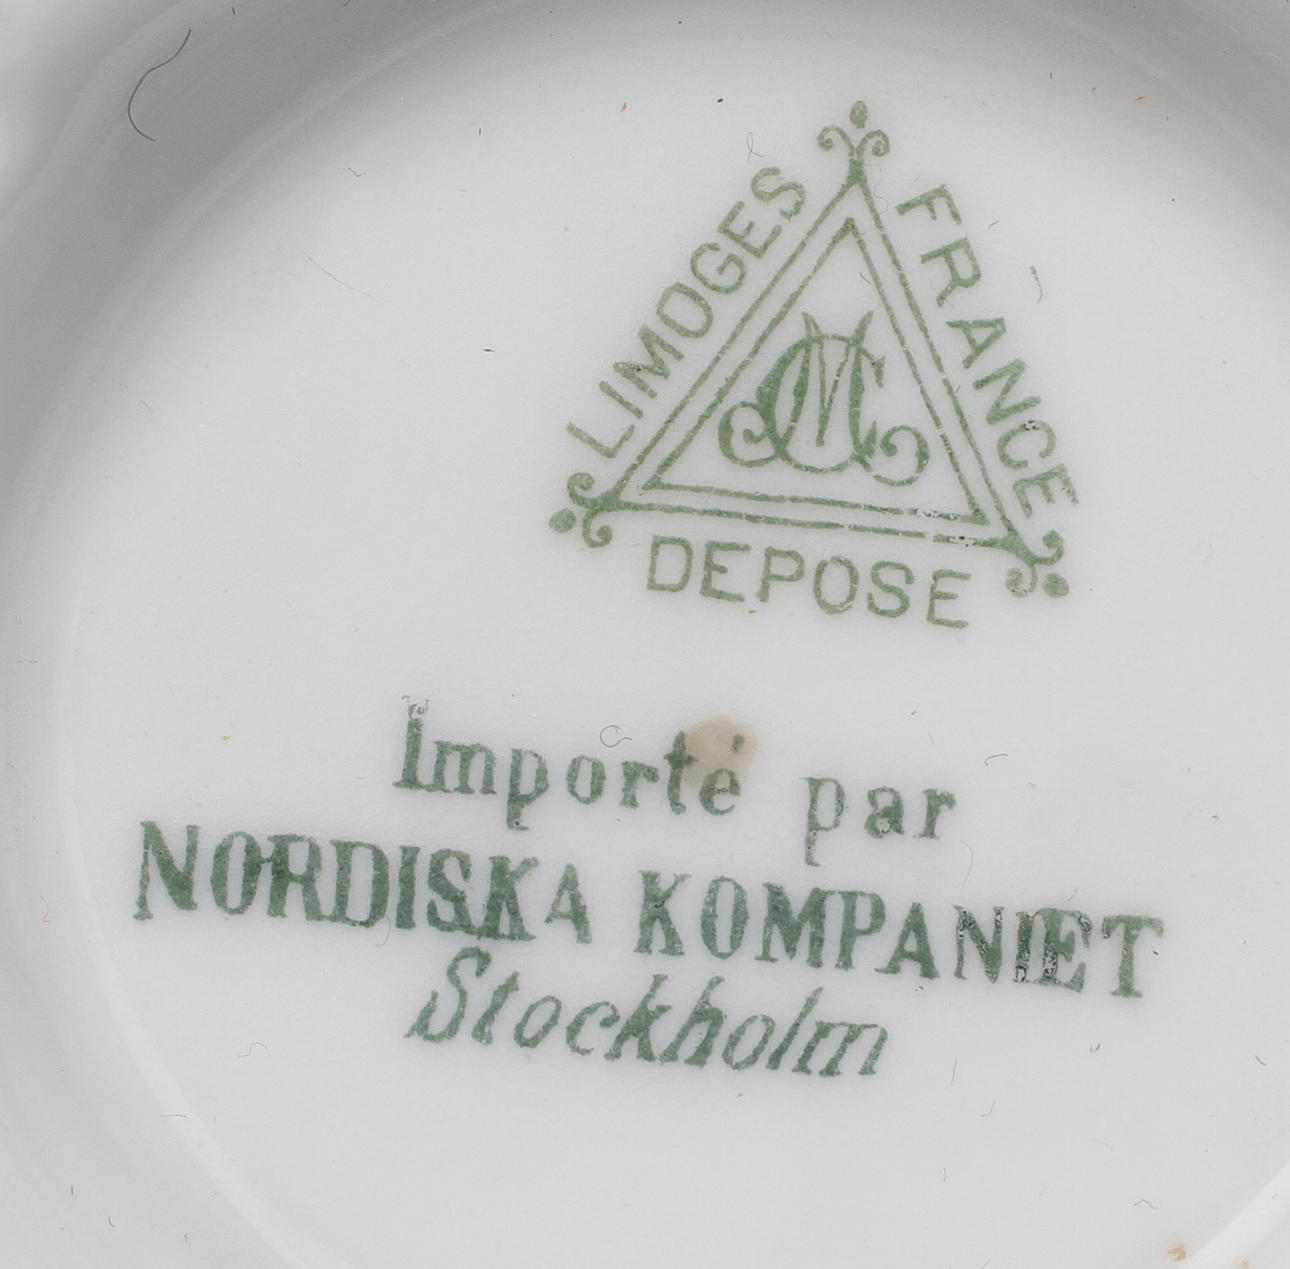 LIMOGES
FRANCE
DEPOSE
Importé par
NORDISKA KOMPANIET
Stockholm